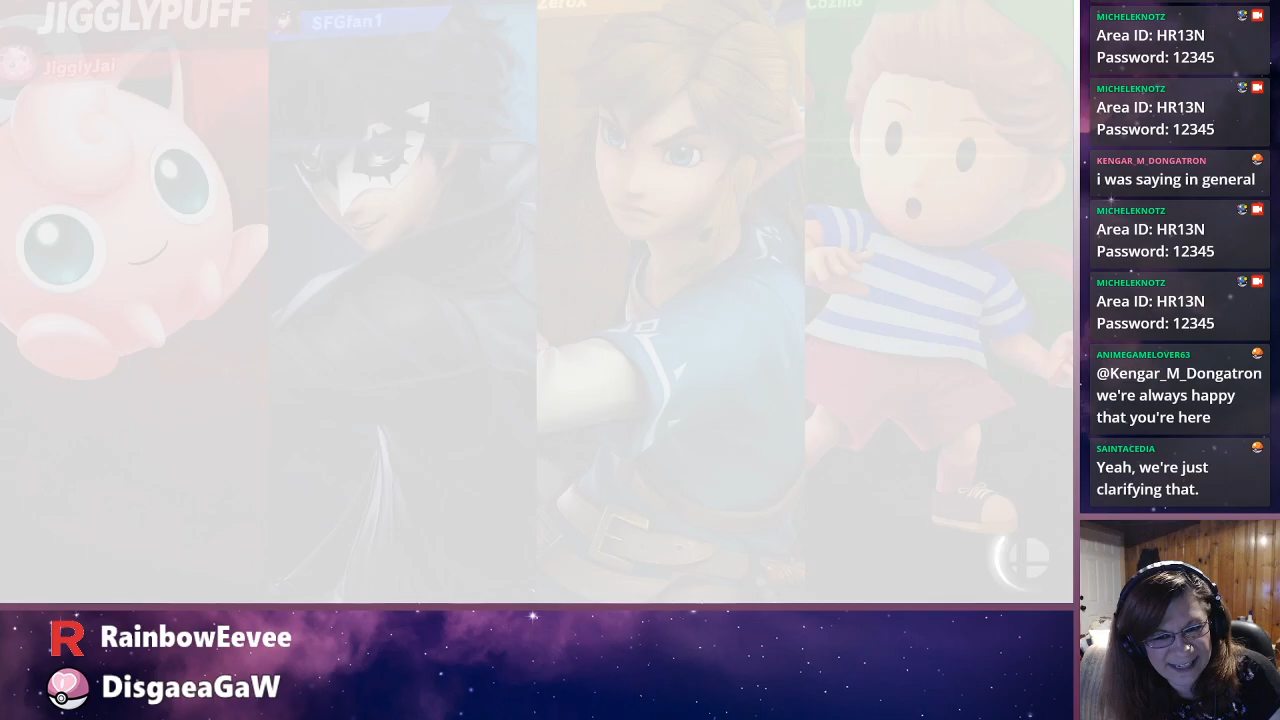 JIGGLYPUFF
JigglyJai
SFGfan1
Zerox
Cozmo
MICHELEKNOTZ
Area ID: HR13N
Password: 12345
MICHELEKNOTZ
Area ID: HR13N
Password: 12345
KENGAR_M_DONGATRON
i was saying in general
MICHELEKNOTZ
Area ID: HR13N
Password: 12345
MICHELEKNOTZ
Area ID: HR13N
Password: 12345
ANIMEGAMELOVER63
@Kengar_M_Dongatron
we're always happy
that you're here
SAINTACEDIA
Yeah, we're just
clarifying that.
R RainbowEevee
DisgaeaGaW